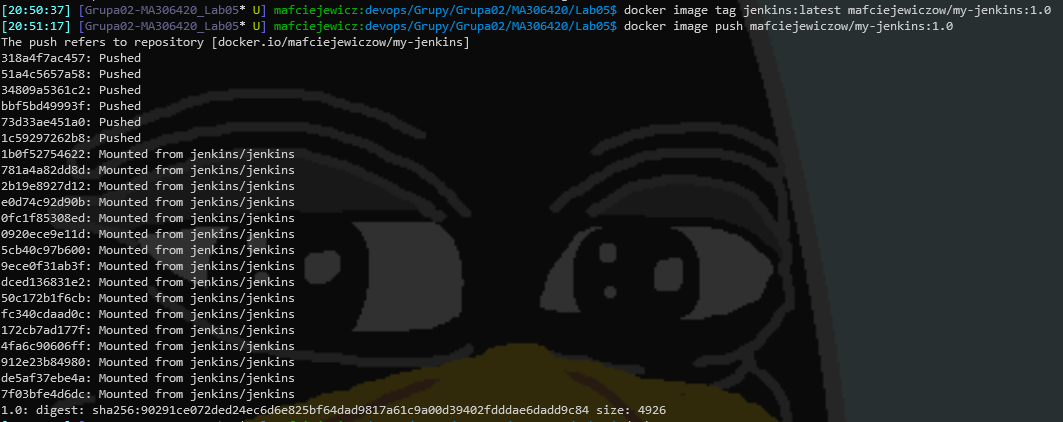 [20:50:37] [Grupa02-MA306420_Lab05* U] mafciejewicz:devops/Grupy/Grupa02/MA306420/Lab05$ docker image tag jenkins:latest mafciejewiczow/my-jenkins:1.0
[20:51:17] [Grupa02-MA306420_Lab05* U] mafciejewicz:devops/Grupy/Grupa02/MA306420/Lab05$ docker image push mafciejewiczow/my-jenkins:1.0
The push refers to repository [docker.io/mafciejewiczow/my-jenkins]
318a4f7ac457: Pushed
51a4c5657a58: Pushed
34809a5361c2: Pushed
bbf5bd49993f: Pushed
73d33ae451a0: Pushed
1c59297262b8: Pushed
1b0f52754622: Mounted from jenkins/jenkins
781a4a82dd8d: Mounted from jenkins/jenkins
2b19e8927d12: Mounted from jenkins/jenkins
e0d74c92d90b: Mounted from jenkins/jenkins
0fc1f85308ed: Mounted from jenkins/jenkins
0920ece9e11d: Mounted from jenkins/jenkins
5cb40c97b600: Mounted from jenkins/jenkins
9ece0f31ab3f: Mounted from jenkins/jenkins
dced136831e2: Mounted from jenkins/jenkins
50c172b1f6cb: Mounted from jenkins/jenkins
fc340cdaad0c: Mounted from jenkins/jenkins
172cb7ad177f: Mounted from jenkins/jenkins
4fa6c90606ff: Mounted from jenkins/jenkins
912e23b84980: Mounted from jenkins/jenkins
de5af37ebe4a: Mounted from jenkins/jenkins
7f03bfe4d6dc: Mounted from jenkins/jenkins
1.0: digest: sha256:90291ce072ded24ec6d6e825bf64dad9817a61c9a00d39402fdddae6dadd9c84 size: 4926